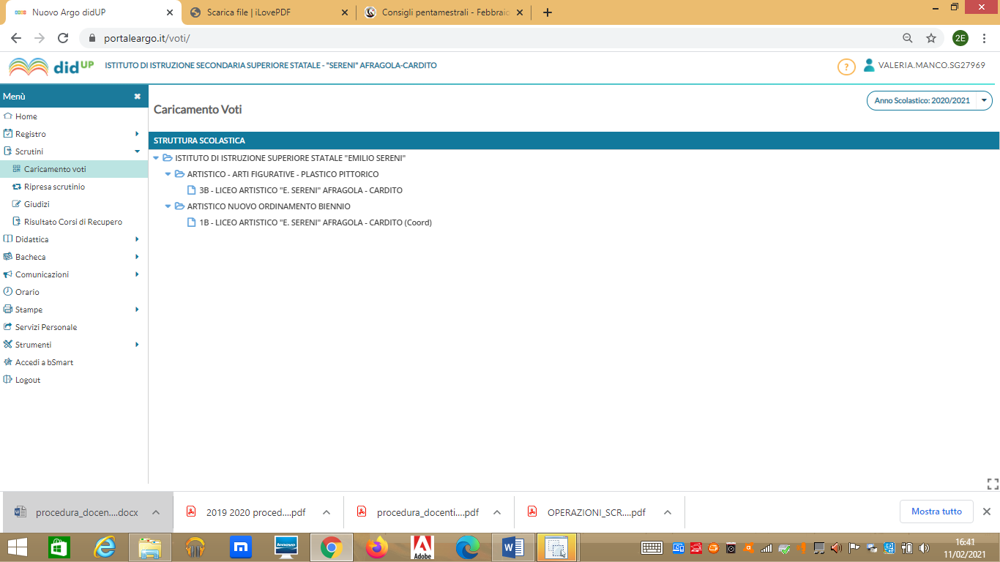 Nuovo Argo didUP
Scarica file | iLovePDF
Consigli pentamestrali - Febbraio
portaleargo.it/voti/
2E
didUP
ISTITUTO DI ISTRUZIONE SECONDARIA SUPERIORE STATALE - "SERENI" AFRAGOLA-CARDITO
?
VALERIA.MANCO.SG27969
Menù
Caricamento Voti
Anno Scolastico: 2020/2021
Home
Registro
Scrutini
Caricamento voti
Ripresa scrutinio
Giudizi
Risultato Corsi di Recupero
Didattica
Bacheca
Comunicazioni
Orario
Stampe
Servizi Personale
Strumenti
Accedi a bSmart
Logout
STRUTTURA SCOLASTICA
ISTITUTO DI ISTRUZIONE SUPERIORE STATALE "EMILIO SERENI"
ARTISTICO - ARTI FIGURATIVE - PLASTICO PITTORICO
3B - LICEO ARTISTICO "E. SERENI" AFRAGOLA - CARDITO
ARTISTICO NUOVO ORDINAMENTO BIENNIO
1B - LICEO ARTISTICO "E. SERENI" AFRAGOLA - CARDITO (Coord)
procedura_docen....docx
2019 2020 proced....pdf
procedura_docenti....pdf
OPERAZIONI_SCR....pdf
Mostra tutto
lenovo
Adobe
16:41
11/02/2021